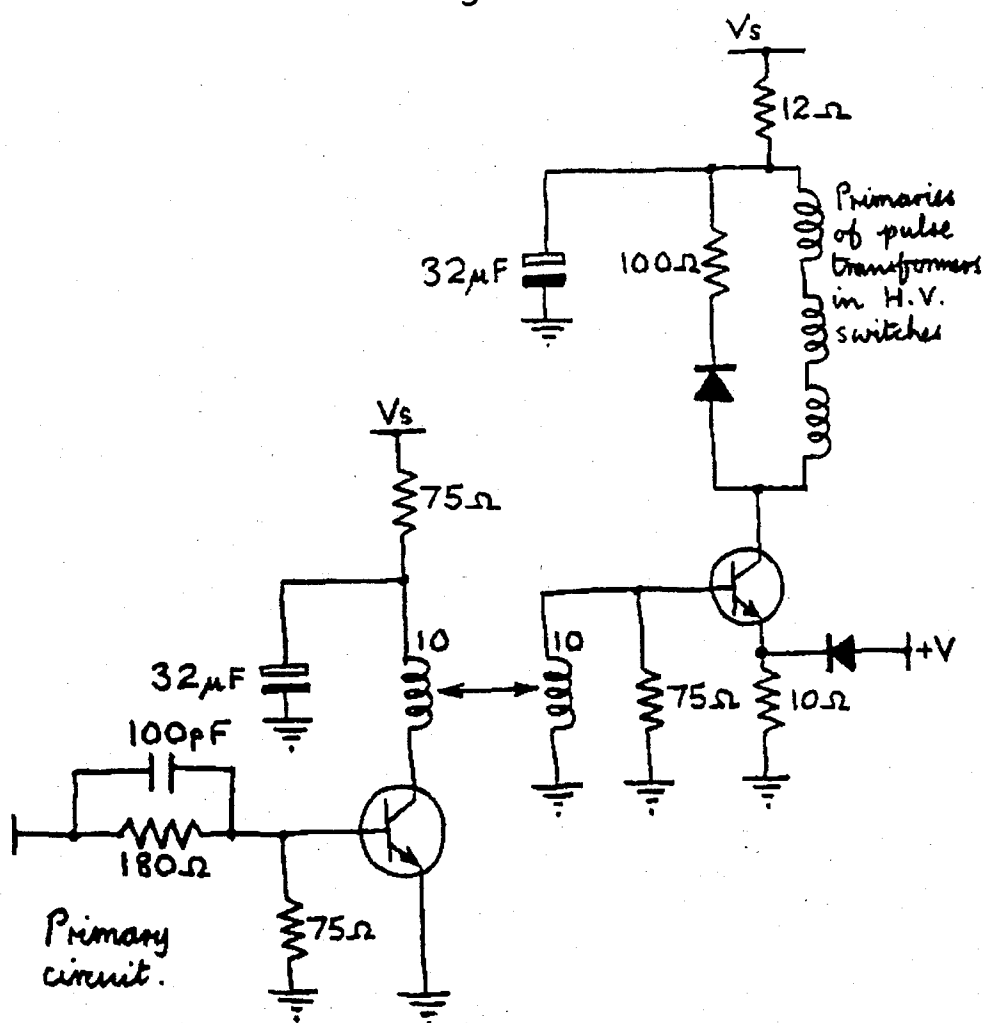 Vs
12Ω
Primaries
of pulse
transformers
in H.V.
switches
32µF
100Ω
Vs
75Ω
10
10
+V
32µF
75Ω
10Ω
100pF
180Ω
75Ω
Primary
circuit.